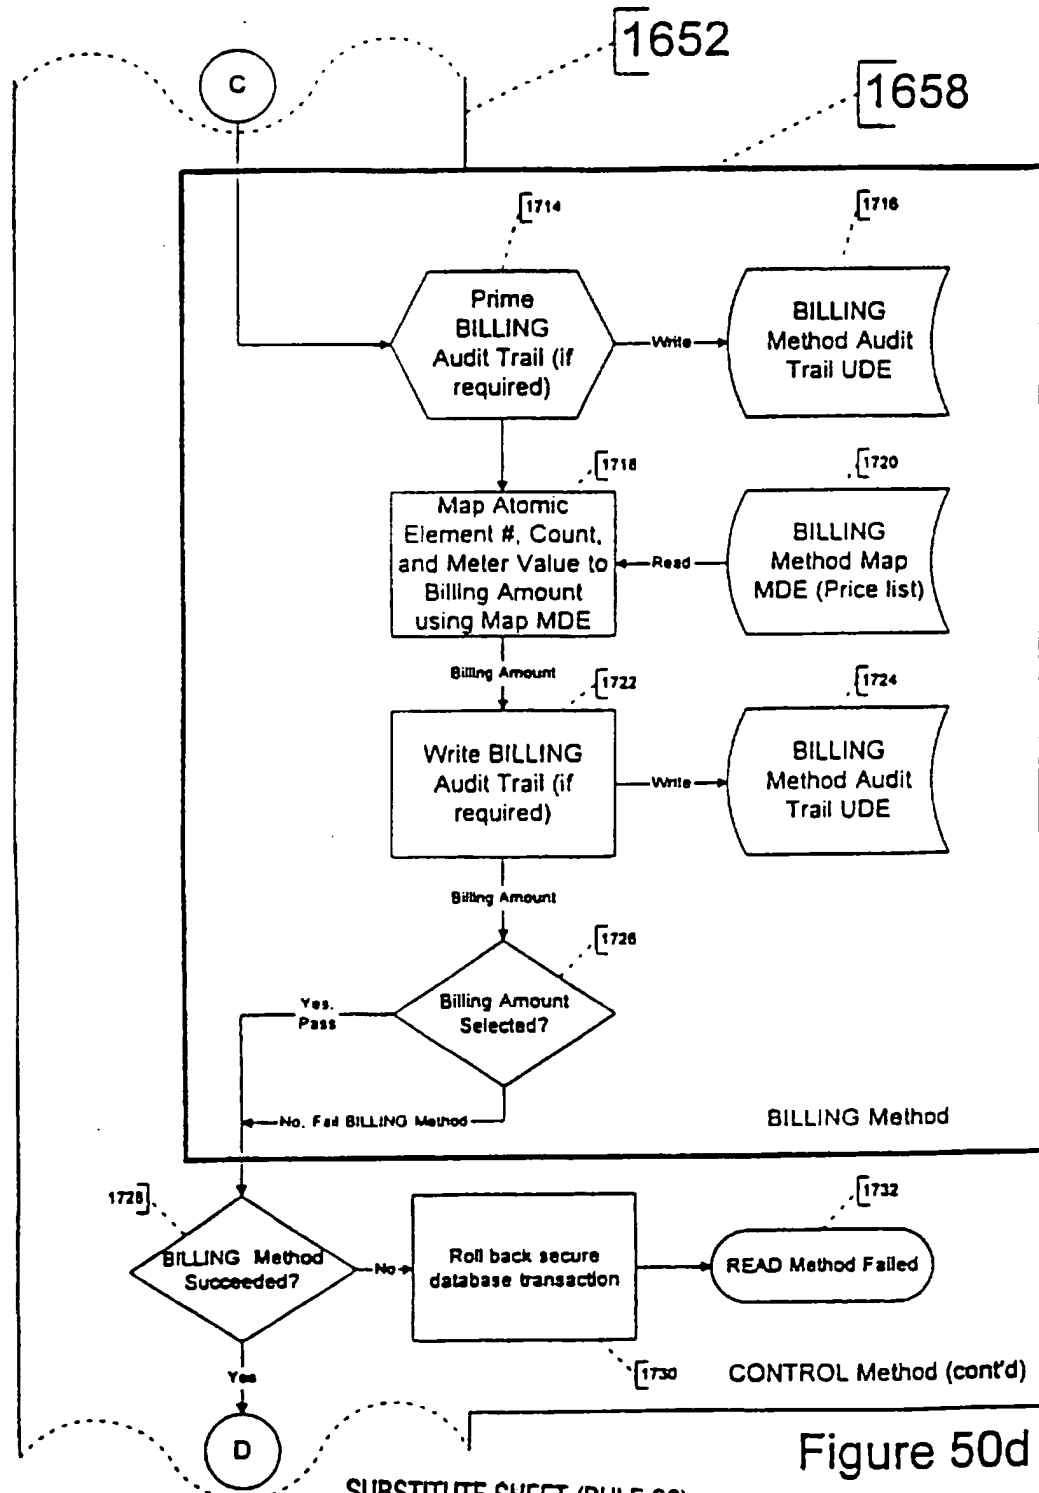 1652
C
1658
1714
1716
Prime
BILLING
Audit Trail (if
required)
Write
BILLING
Method Audit
Trail UDE
1718
1720
Map Atomic
Element #, Count,
and Meter Value to
Billing Amount
using Map MDE
Read
BILLING
Method Map
MDE (Price list)
Billing Amount
1722
1724
Write BILLING
Audit Trail (if
required)
Write
BILLING
Method Audit
Trail UDE
Billing Amount
1726
Yes,
Pass
Billing Amount
Selected?
No, Fail BILLING Method
BILLING Method
1728
1732
BILLING Method
Succeeded?
No
Roll back secure
database transaction
READ Method Failed
1730
Yes
CONTROL Method (cont'd)
D
Figure 50d
SUBSTITUTE SHEET